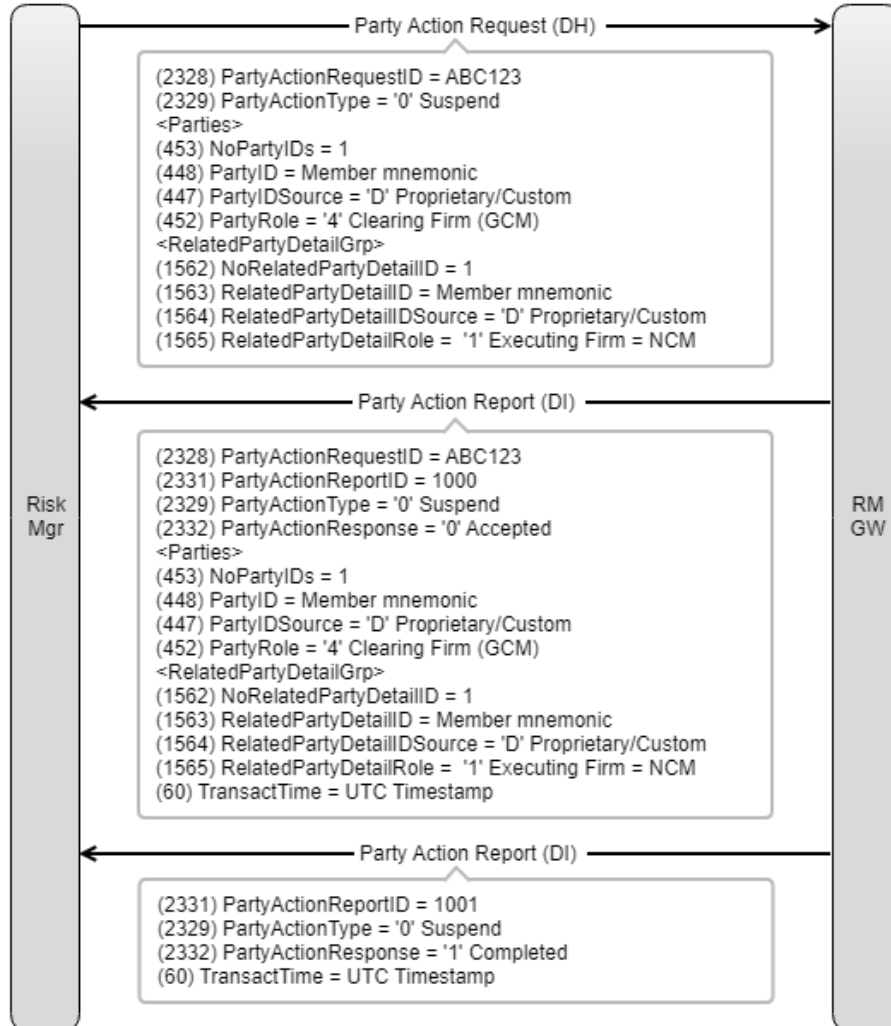 Party Action Request (DH)
(2328) PartyActionRequestID = ABC123
(2329) PartyActionType = '0' Suspend
<Parties>
(453) NoPartyIDs = 1
(448) PartyID = Member mnemonic
(447) PartyIDSource = 'D' Proprietary/Custom
(452) PartyRole = '4' Clearing Firm (GCM)
<RelatedPartyDetailGrp>
(1562) NoRelatedPartyDetailID = 1
(1563) RelatedPartyDetailID = Member mnemonic
(1564) RelatedPartyDetailIDSource = 'D' Proprietary/Custom
(1565) RelatedPartyDetailRole =  '1' Executing Firm = NCM
Party Action Report (DI)
(2328) PartyActionRequestID = ABC123
(2331) PartyActionReportID = 1000
(2329) PartyActionType = '0' Suspend
(2332) PartyActionResponse = '0' Accepted
<Parties>
(453) NoPartyIDs = 1
(448) PartyID = Member mnemonic
(447) PartyIDSource = 'D' Proprietary/Custom
(452) PartyRole = '4' Clearing Firm (GCM)
<RelatedPartyDetailGrp>
(1562) NoRelatedPartyDetailID = 1
(1563) RelatedPartyDetailID = Member mnemonic
(1564) RelatedPartyDetailIDSource = 'D' Proprietary/Custom
(1565) RelatedPartyDetailRole =  '1' Executing Firm = NCM
(60) TransactTime = UTC Timestamp
Risk
Mgr
RM
GW
Party Action Report (DI)
(2331) PartyActionReportID = 1001
(2329) PartyActionType = '0' Suspend
(2332) PartyActionResponse = '1' Completed
(60) TransactTime = UTC Timestamp